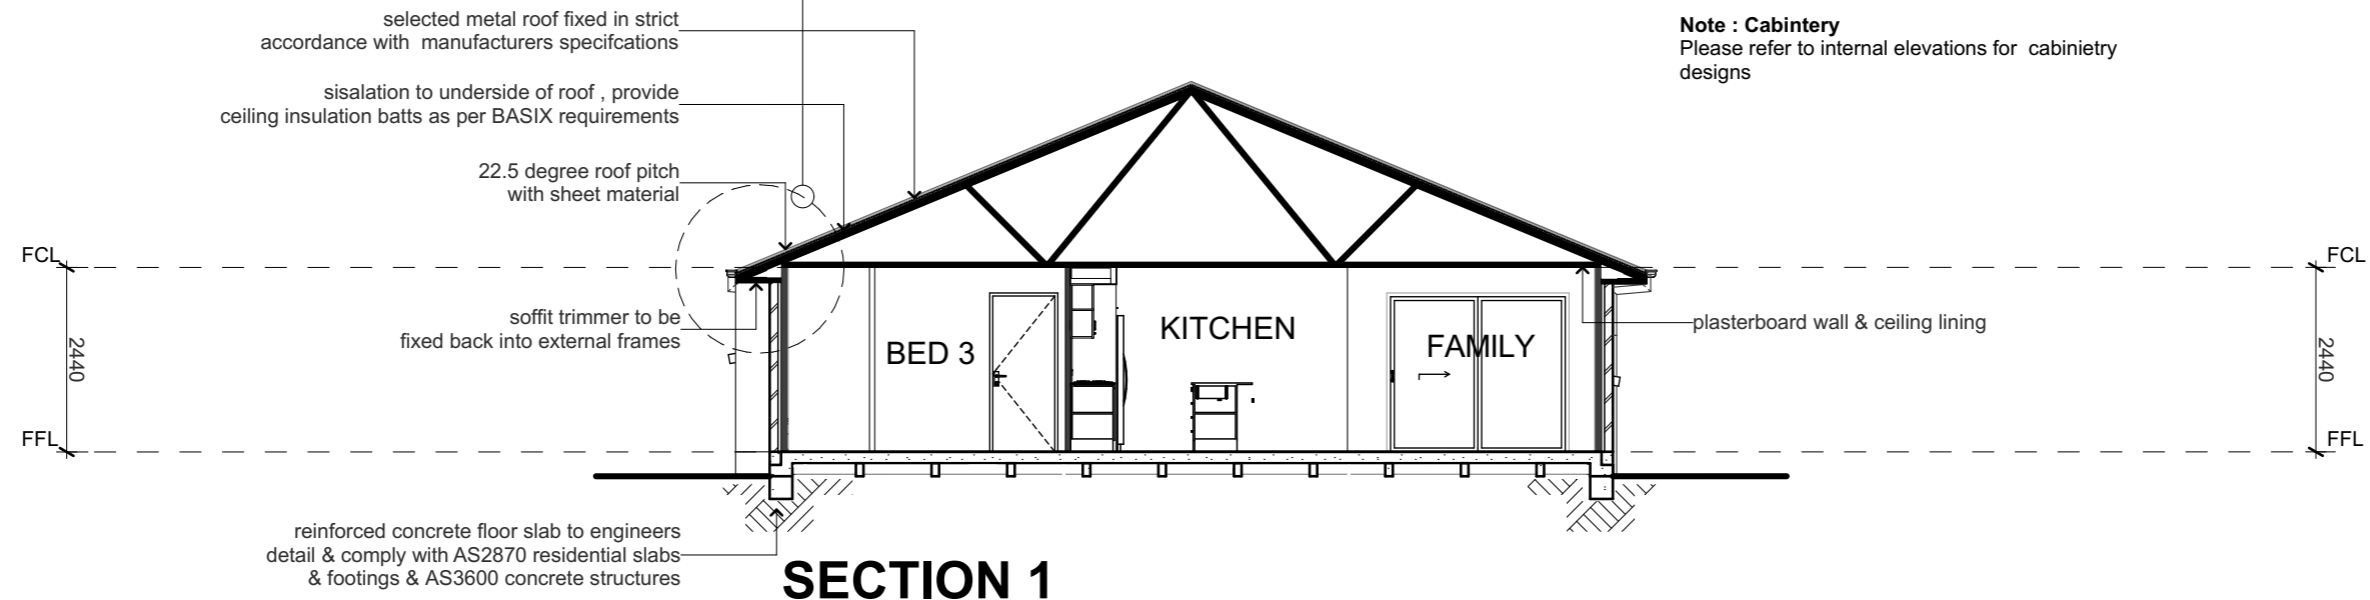 selected metal roof fixed in strict
accordance with  manufacturers specifcations
sisalation to underside of roof , provide
ceiling insulation batts as per BASIX requirements
22.5 degree roof pitch
with sheet material
Note : Cabintery
Please refer to internal elevations for  cabinietry
designs
FCL
FCL
soffit trimmer to be
fixed back into external frames
2440
BED 3
KITCHEN
FAMILY
plasterboard wall & ceiling lining
2440
FFL
FFL
reinforced concrete floor slab to engineers
detail & comply with AS2870 residential slabs
& footings & AS3600 concrete structures
SECTION 1